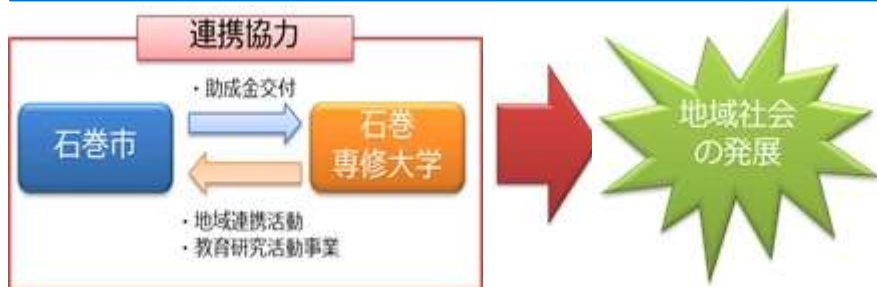 連携協力
・助成金交付
石巻市
石巻
専修大学
・地域連携活動
・教育研究活動事業
地域社会
の発展